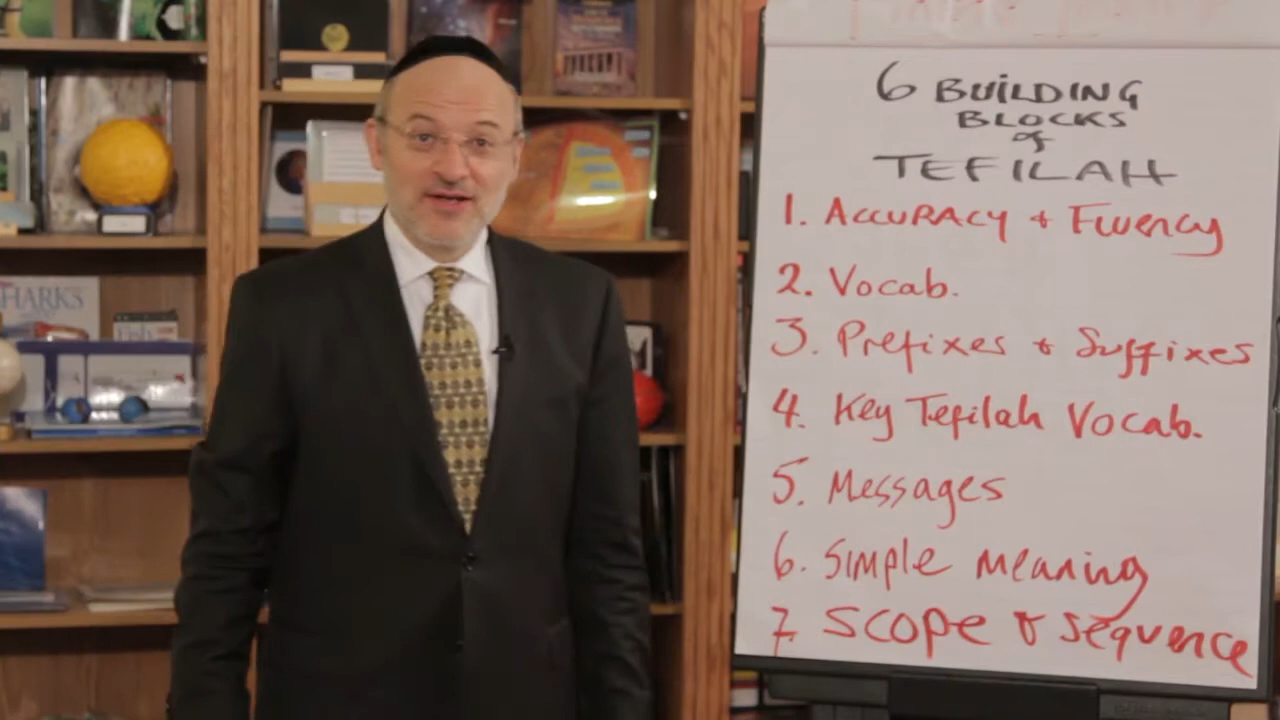 6 BUILDING
BLOCKS
of
TEFILAH
1. ACCURACY & Fluency
2. Vocab.
3. Prefixes & Suffixes
4. Key Tefilah Vocab.
5. Messages
6. Simple meaning
7. Scope & Sequence
HARKS